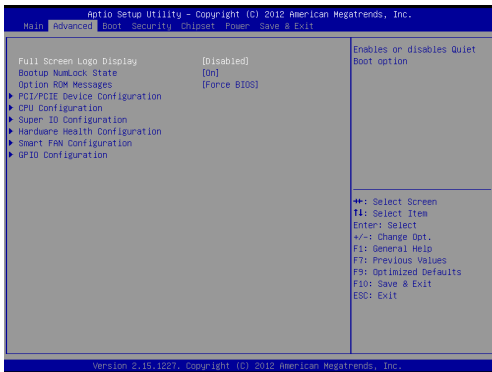 Aptio Setup Utility – Copyright (C) 2012 American Megatrends, Inc.
Main Advanced Boot Security Chipset Power Save & Exit
Full Screen Logo Display [Disabled]
Bootup NumLock State [On]
Option ROM Messages [Force BIOS]
PCI/PCIE Device Configuration
CPU Configuration
Super IO Configuration
Hardware Health Configuration
Smart FAN Configuration
GPIO Configuration
Enables or disables Quiet
Boot option
→←: Select Screen
↑↓: Select Item
Enter: Select
+/-: Change Opt.
F1: General Help
F7: Previous Values
F9: Optimized Defaults
F10: Save & Exit
ESC: Exit
Version 2.15.1227. Copyright (C) 2012 American Megatrends, Inc.